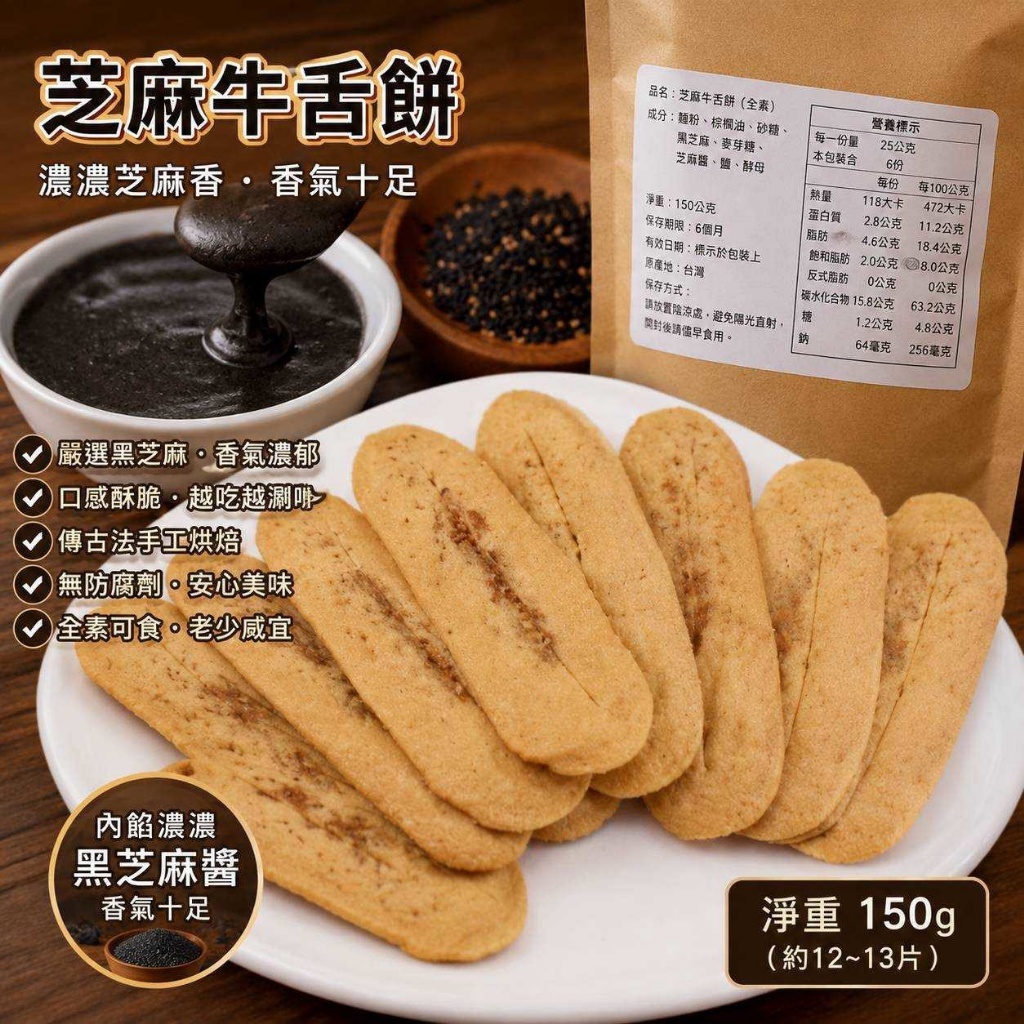 芝麻牛舌餅
濃濃芝麻香・香氣十足
品名：芝麻牛舌餅（全素）
成分：麵粉、棕櫚油、砂糖、
黑芝麻、麥芽糖、
芝麻醬、鹽、酵母
淨重：150公克
保存期限：6個月
有效日期：標示於包裝上
原產地：台灣
保存方式：
請放置陰涼處，避免陽光直射，
開封後請儘早食用。
營養標示
每一份量 25公克
本包裝含 6份
每份 每100公克
熱量 118大卡 472大卡
蛋白質 2.8公克 11.2公克
脂肪 4.6公克 18.4公克
飽和脂肪 2.0公克 8.0公克
反式脂肪 0公克 0公克
碳水化合物 15.8公克 63.2公克
糖 1.2公克 4.8公克
鈉 64毫克 256毫克
嚴選黑芝麻・香氣濃郁
口感酥脆・越吃越涮
傳古法手工烘焙
無防腐劑・安心美味
全素可食・老少咸宜
內餡濃濃
黑芝麻醬
香氣十足
淨重 150g
（約12~13片）